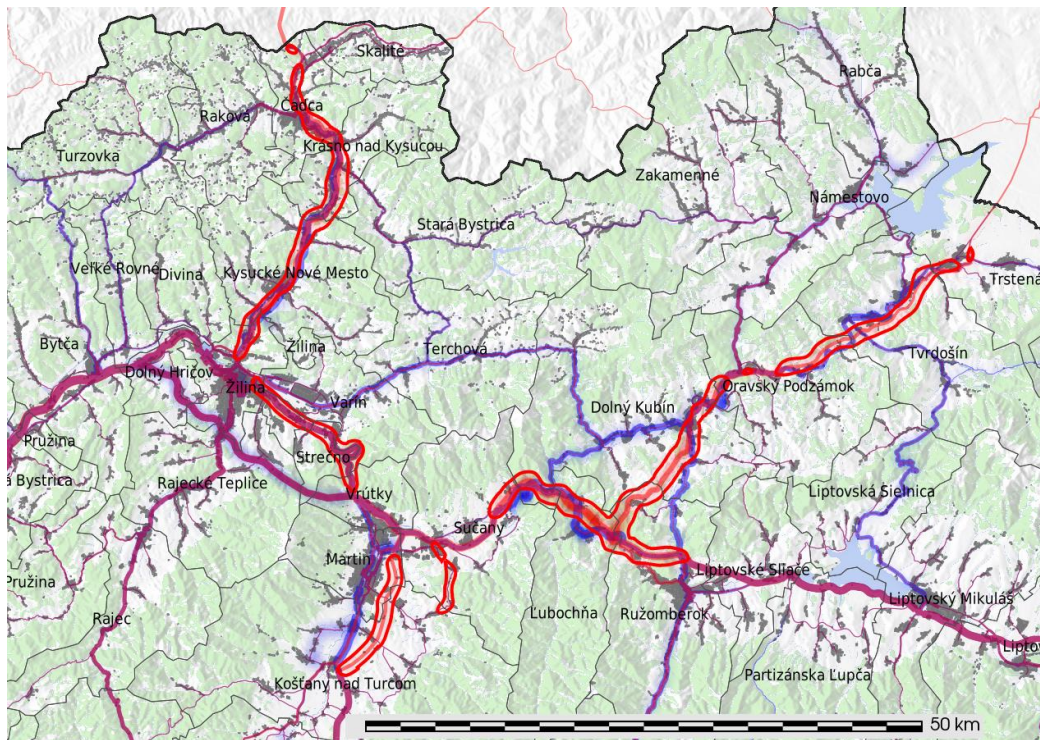 Skalité
Rabča
Čadca
Raková
Krásno nad Kysucou
Turzovka
Zakamenné
Námestovo
Stará Bystrica
Veľké Rovné
Divina
Kysucké Nové Mesto
Trstená
Bytča
Žilina
Terchová
Tvrdošín
Dolný Hričov
Žilina
Oravský Podzámok
Varín
Dolný Kubín
Pružina
Strečno
á Bystrica
Rajecké Teplice
Vrútky
Liptovská Sielnica
Sučany
Martin
Liptovské Sliače
Pružina
Ľubochňa
Ružomberok
Liptovský Mikuláš
Rajec
Liptov
Partizánska Ľupča
Košťany nad Turcom
50 km